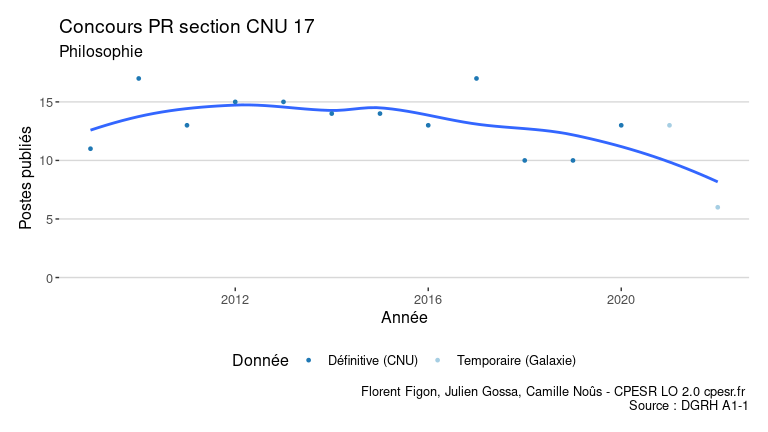 Concours PR section CNU 17
Philosophie
Postes publiés
15
10
5
0
2012 2016 2020
Année
Donnée Définitive (CNU) Temporaire (Galaxie)
Florent Figon, Julien Gossa, Camille Noûs - CPESR LO 2.0 cpesr.fr
Source : DGRH A1-1